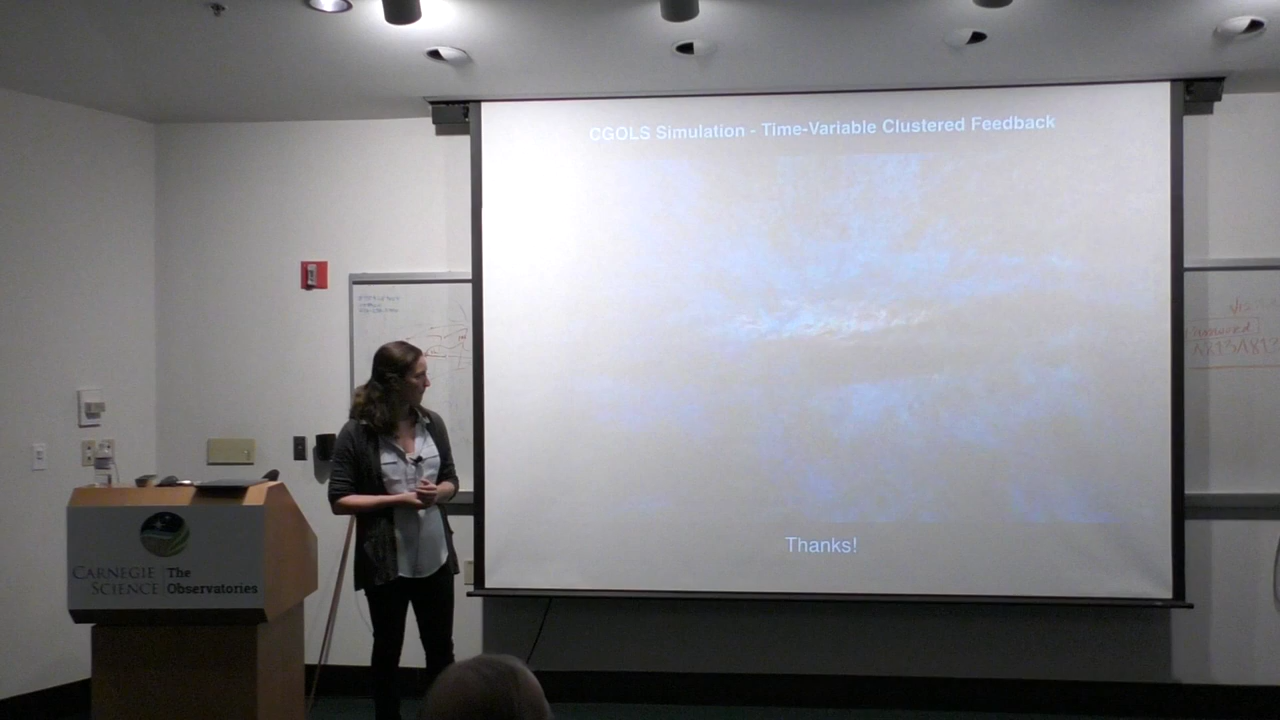 CGOLS Simulation - Time-Variable Clustered Feedback
Thanks!
CARNEGIE
SCIENCE
The
Observatories